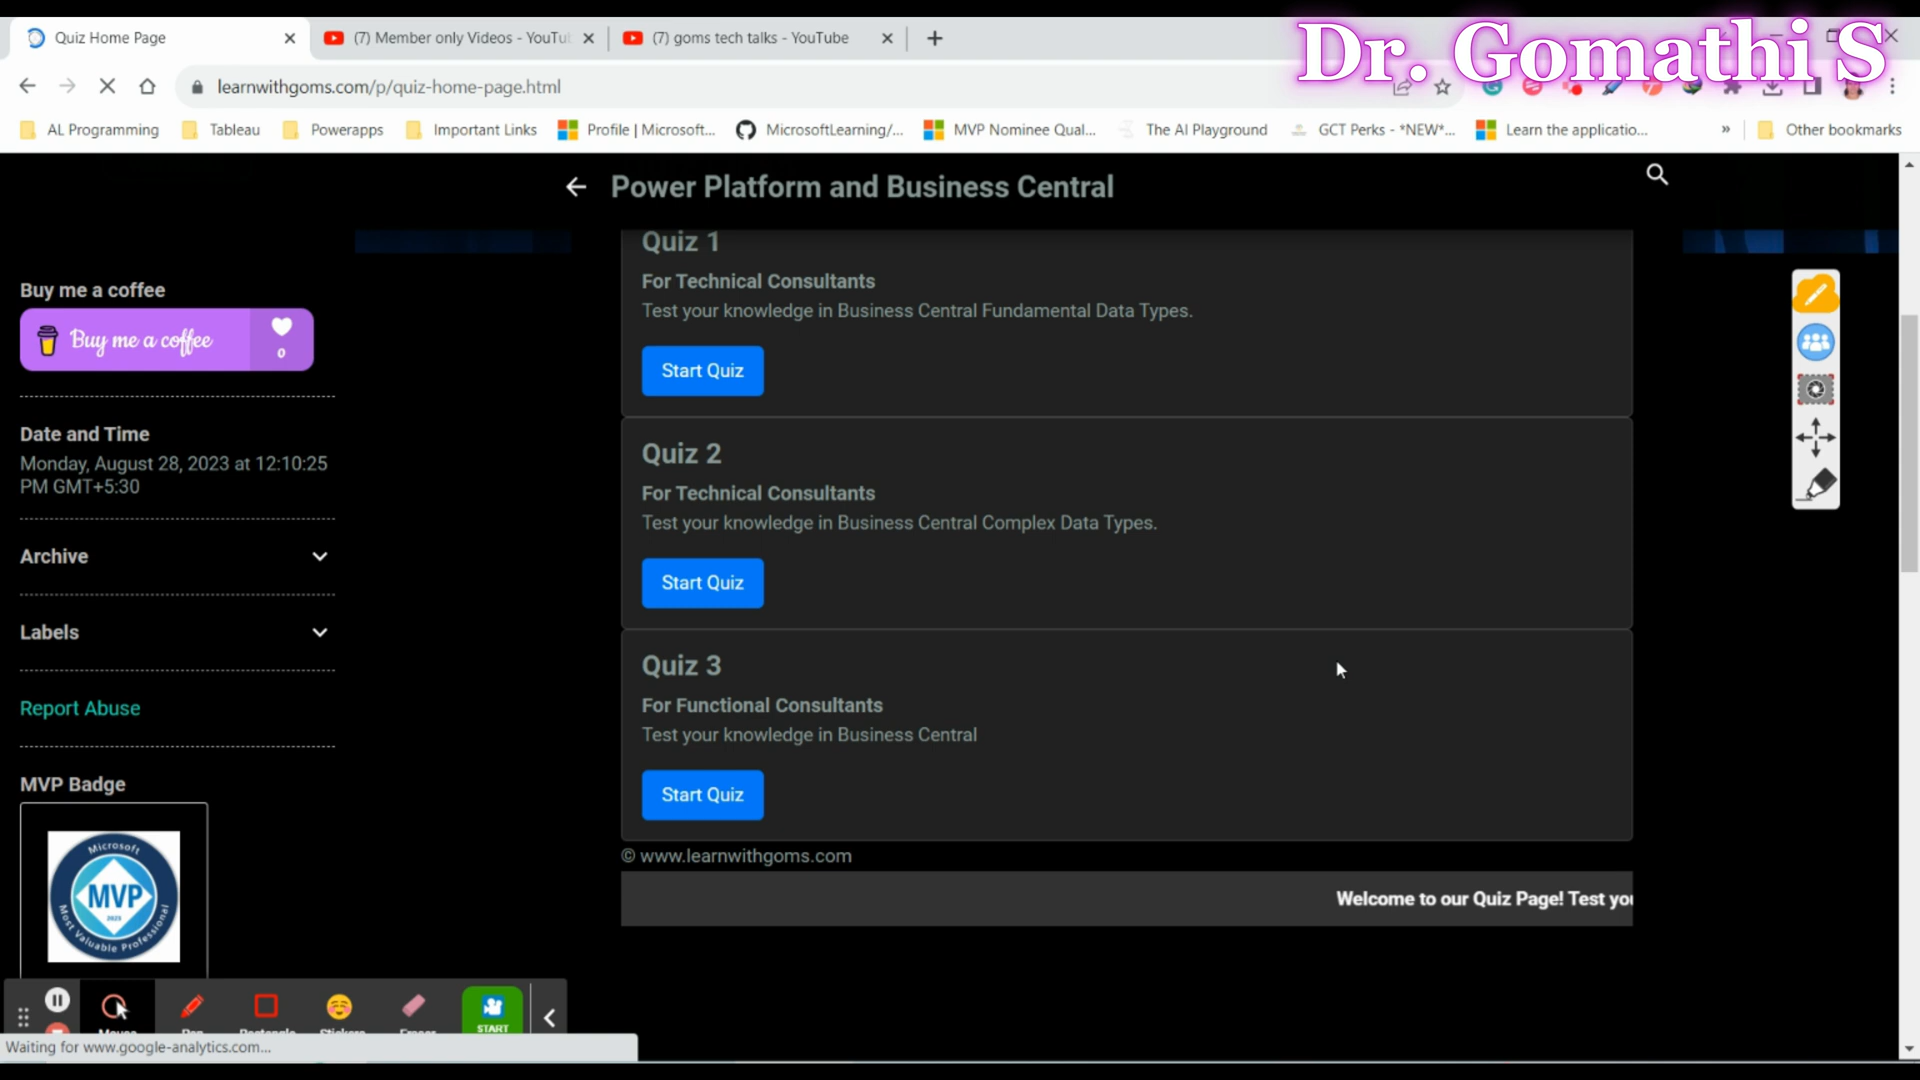 Dr. Gomathi S
Quiz Home Page
(7) Member only Videos - YouTu
(7) goms tech talks - YouTube
learnwithgoms.com/p/quiz-home-page.html
AL Programming
Tableau
Powerapps
Important Links
Profile | Microsoft...
MicrosoftLearning/...
MVP Nominee Qual...
The AI Playground
GCT Perks - *NEW*...
Learn the applicatio...
»
Other bookmarks
Power Platform and Business Central
Buy me a coffee
Buy me a coffee
0
Date and Time
Monday, August 28, 2023 at 12:10:25
PM GMT+5:30
Archive
Labels
Report Abuse
MVP Badge
Microsoft
MVP
2023
Most Valuable Professional
Quiz 1
For Technical Consultants
Test your knowledge in Business Central Fundamental Data Types.
Start Quiz
Quiz 2
For Technical Consultants
Test your knowledge in Business Central Complex Data Types.
Start Quiz
Quiz 3
For Functional Consultants
Test your knowledge in Business Central
Start Quiz
© www.learnwithgoms.com
Welcome to our Quiz Page! Test you
Mouse
Pen
Rectangle
Stickers
Eraser
START
Waiting for www.google-analytics.com...